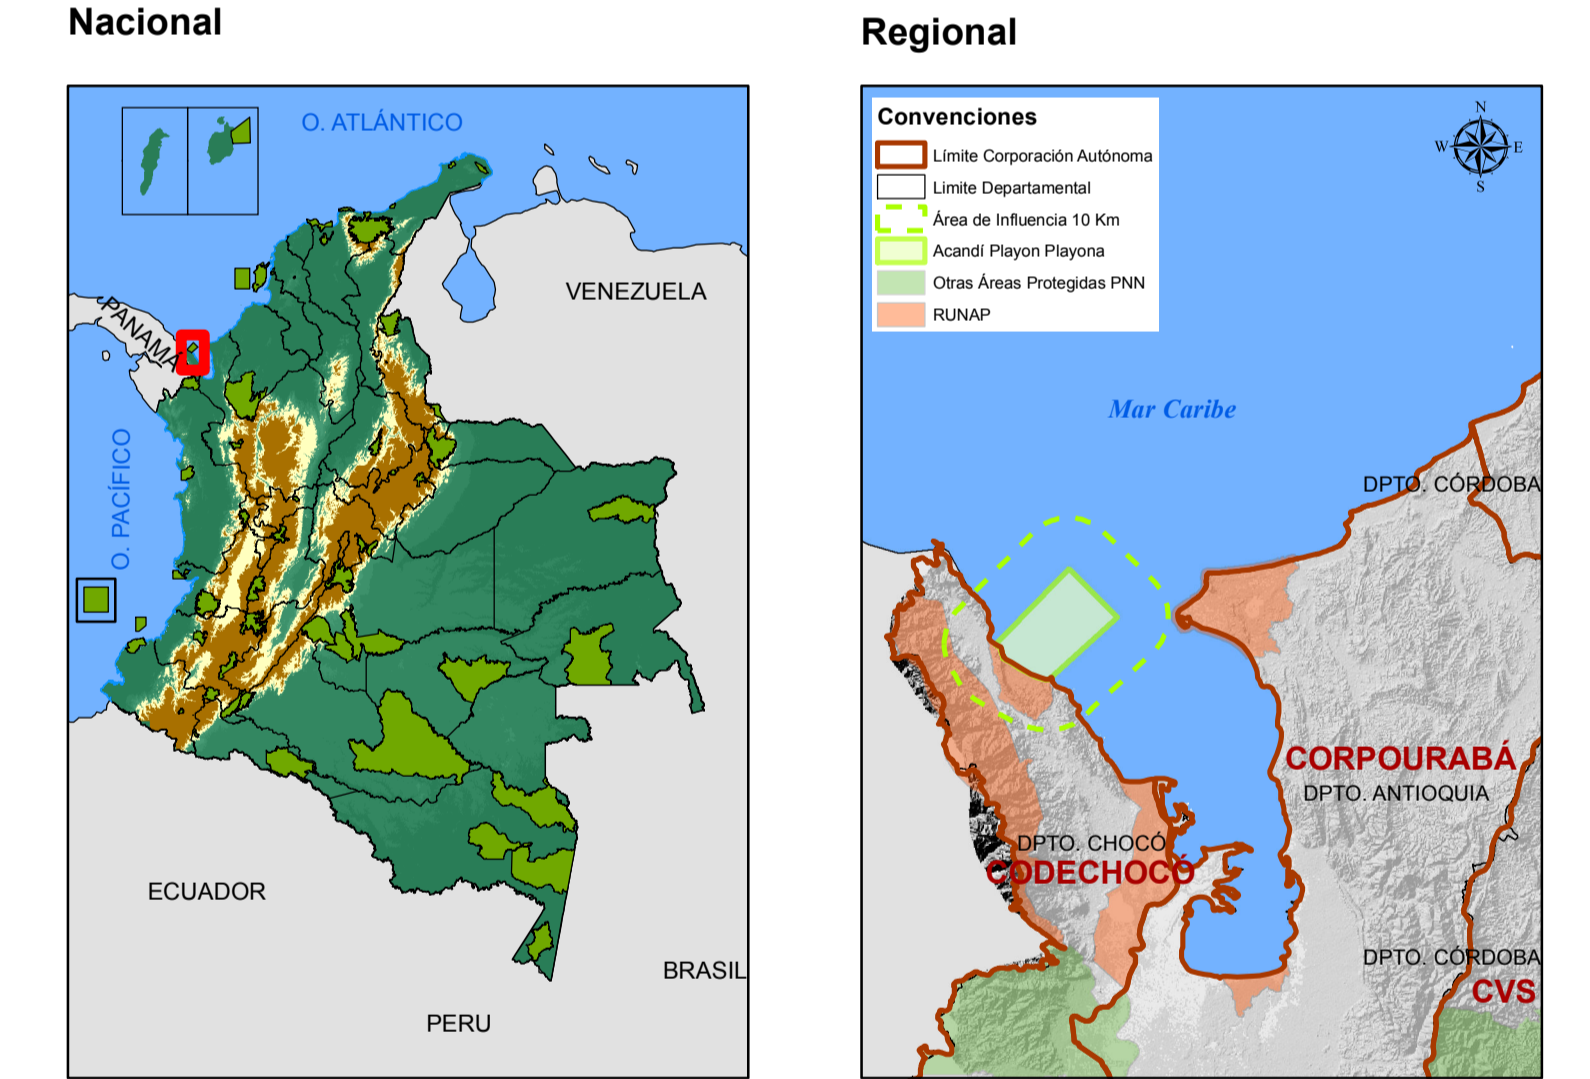 Nacional
O. ATLÁNTICO
VENEZUELA
PANAMÁ
O. PACÍFICO
ECUADOR
BRASIL
PERU
Regional
Convenciones
Límite Corporación Autónoma
Limite Departamental
Área de Influencia 10 Km
Acandí Playon Playona
Otras Áreas Protegidas PNN
RUNAP
N
W
E
S
Mar Caribe
DPTO. CÓRDOBA
CORPOURABÁ
DPTO. ANTIOQUIA
DPTO. CHOCÓ
CODECHOCÓ
DPTO. CÓRDOBA
CVS